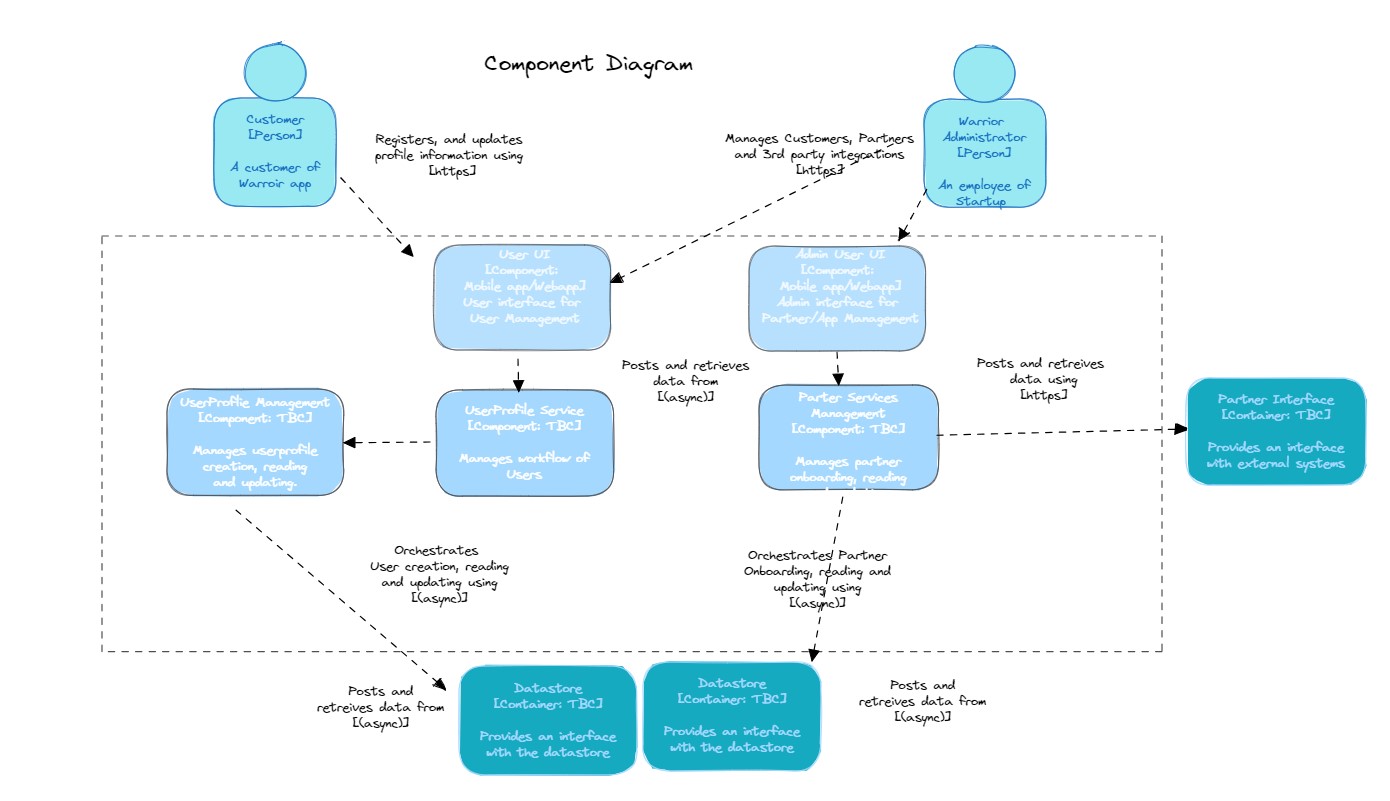 Component Diagram
Customer
[Person]
A customer of
Warroir app
Registers, and updates
profile information using
[https]
Manages Customers, Partners
and 3rd party integrations
[https]
Warrior
Administrator
[Person]
An employee of
Startup
User UI
[Component:
Mobile app/Webapp]
User interface for
User Management
Admin User UI
[Component:
Mobile app/Webapp]
Admin interface for
Partner/App Management
Posts and retrieves
data from
[(async)]
Posts and retreives
data using
[https]
UserProflie Management
[Component: TBC]
Manages userprofile
creation, reading
and updating.
UserProfile Service
[Component: TBC]
Manages workflow of
Users
Parter Services
Management
[Component: TBC]
Manages partner
onboarding, reading
Partner Interface
[Container: TBC]
Provides an interface
with external systems
Orchestrates
User creation, reading
and updating using
[(async)]
Orchestrates Partner
Onboarding, reading and
updating using
[(async)]
Posts and
retreives data from
[(async)]
Datastore
[Container: TBC]
Provides an interface
with the datastore
Datastore
[Container: TBC]
Provides an interface
with the datastore
Posts and
retreives data from
[(async)]